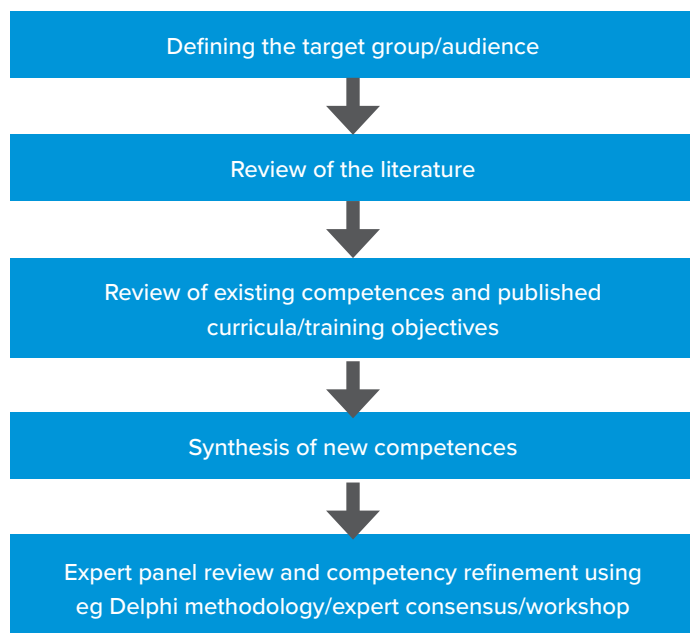 Defining the target group/audience
Review of the literature
Review of existing competences and published
curricula/training objectives
Synthesis of new competences
Expert panel review and competency refinement using
eg Delphi methodology/expert consensus/workshop